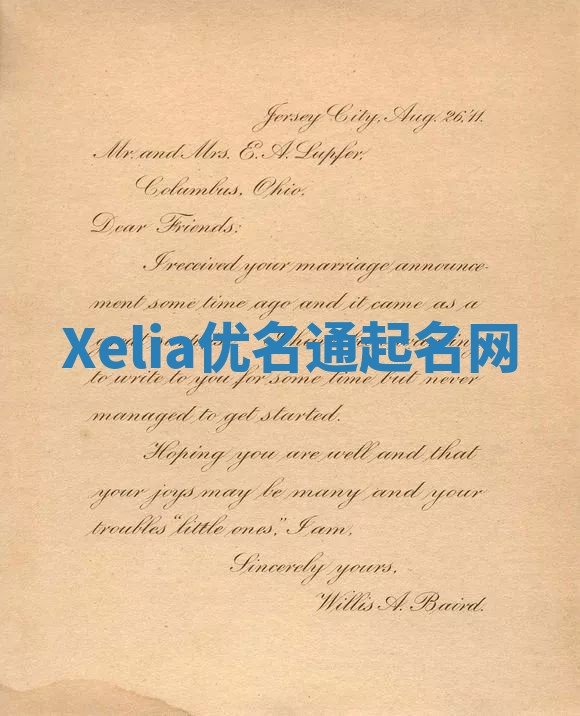 Jersey City, Aug. 26, '11.
Mr. and Mrs. E. A. Lupfer,
Columbus, Ohio.
Dear Friends:
I received your marriage announce-
ment some time ago and it came as a
Xelia优名通起名网
to write to you for some time but never
managed to get started.
Hoping you are well and that
your joys may be many and your
troubles "little ones," I am,
Sincerely yours,
Willis A. Baird.